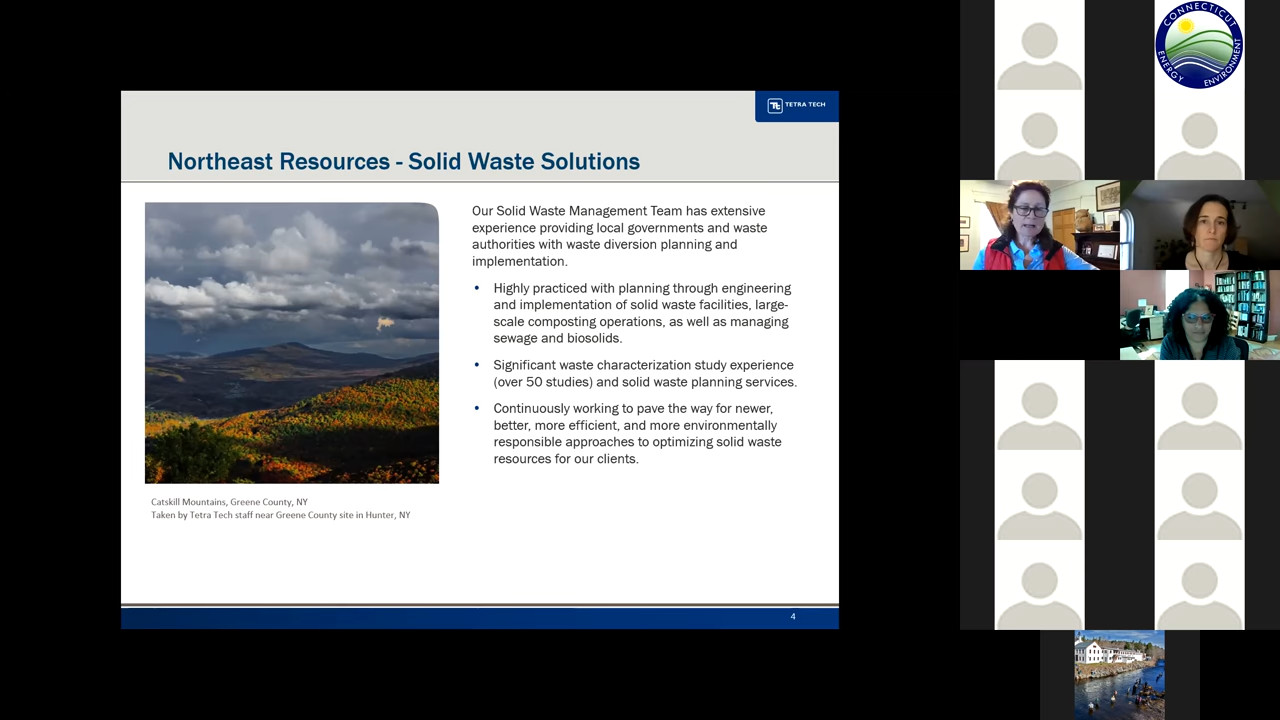 TETRA TECH
Northeast Resources - Solid Waste Solutions
Our Solid Waste Management Team has extensive
experience providing local governments and waste
authorities with waste diversion planning and
implementation.
• Highly practiced with planning through engineering
and implementation of solid waste facilities, large-
scale composting operations, as well as managing
sewage and biosolids.
• Significant waste characterization study experience
(over 50 studies) and solid waste planning services.
• Continuously working to pave the way for newer,
better, more efficient, and more environmentally
responsible approaches to optimizing solid waste
resources for our clients.
Catskill Mountains, Greene County, NY
Taken by Tetra Tech staff near Greene County site in Hunter, NY
4
CONNECTICUT
ENERGY ENVIRONMENT